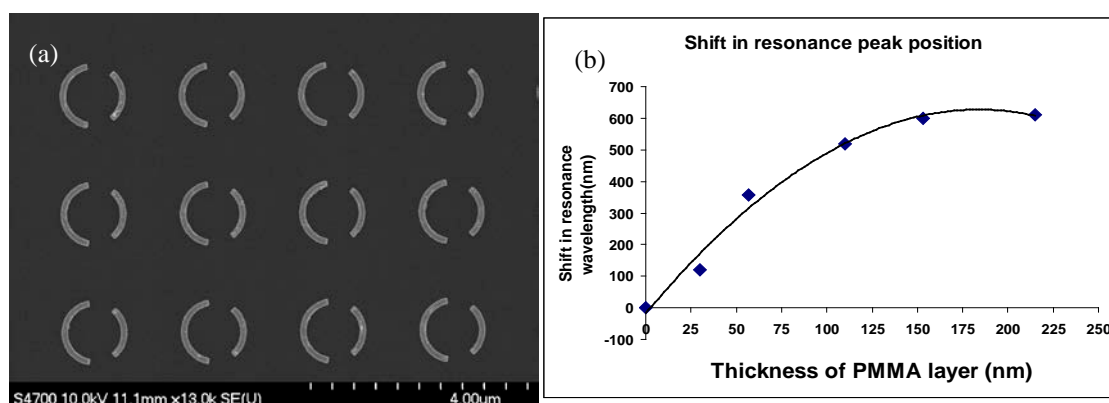 (a)
S4700 10.0kV 11.1mm x13.0k SE(U)
4.00um
(b)
Shift in resonance peak position
Shift in resonance
wavelength(nm)
700
600
500
400
300
200
100
0
-100
0
25
50
75
100
125
150
175
200
225
250
Thickness of PMMA layer (nm)